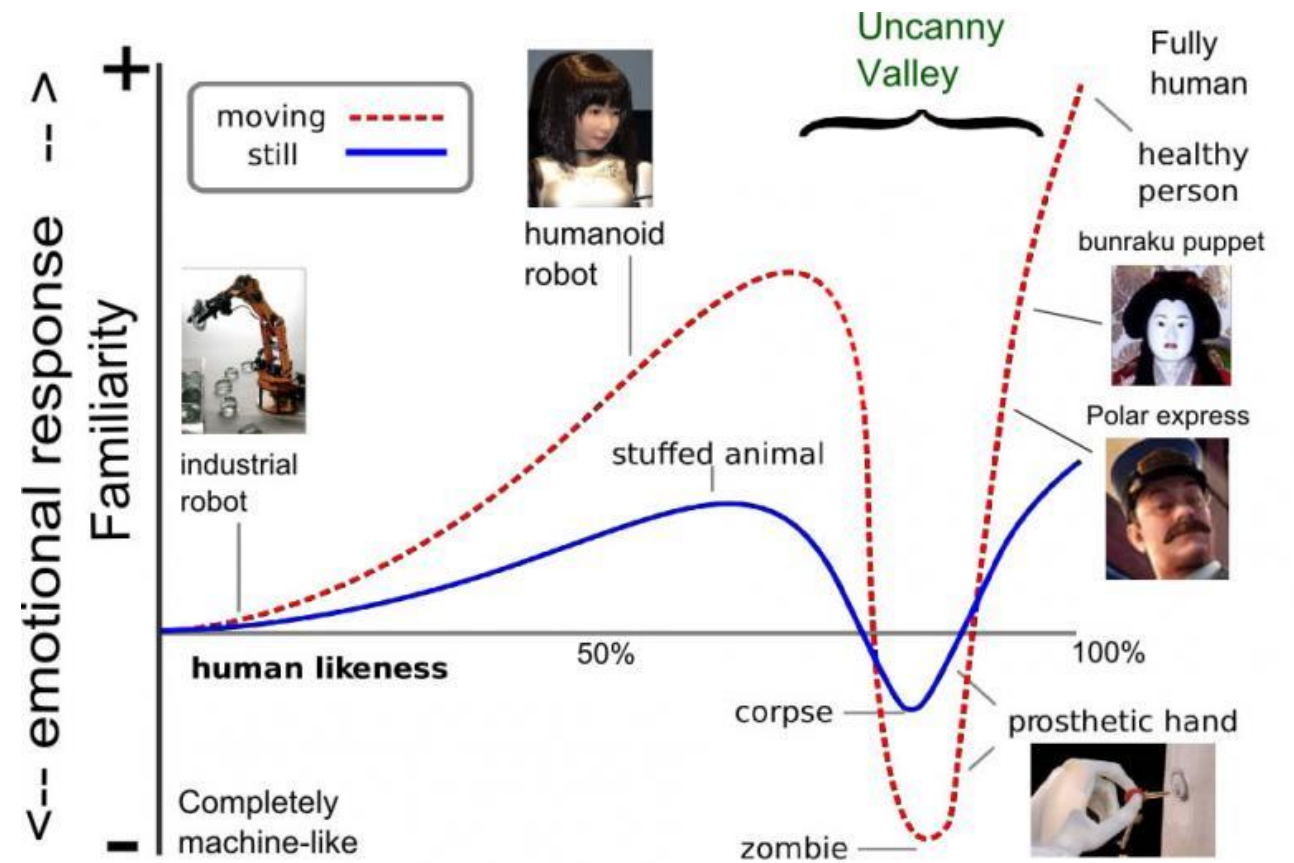 Uncanny
Valley
Fully
human
+
moving
still
healthy
person
bunraku puppet
humanoid
robot
<-- emotional response -- >
Familiarity
Polar express
stuffed animal
industrial
robot
human likeness
50%
100%
corpse
prosthetic hand
Completely
machine-like
zombie
-